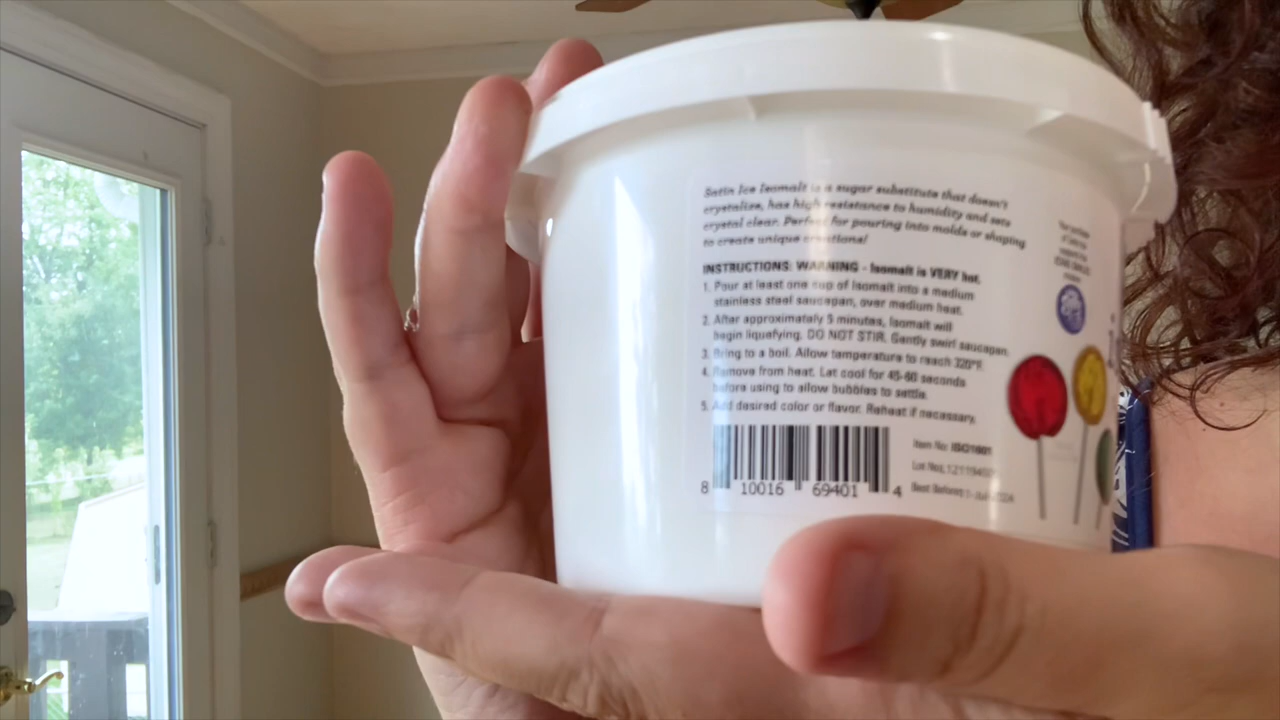 Satin Ice Isomalt is a sugar substitute that doesn't
crystalize, has high resistance to humidity and sets
crystal clear. Perfect for pouring into molds or shaping
to create unique creations!
INSTRUCTIONS: WARNING - Isomalt is VERY hot.
1. Pour at least one cup of Isomalt into a medium
stainless steel saucepan, over medium heat.
2. After approximately 5 minutes, Isomalt will
begin liquefying. DO NOT STIR. Gently swirl saucepan.
3. Bring to a boil. Allow temperature to reach 320°F.
4. Remove from heat. Let cool for 45-60 seconds
before using to allow bubbles to settle.
5. Add desired color or flavor. Reheat if necessary.
Item No: ISO1001
Lot No:
Best Before:
8 10016 69401 4